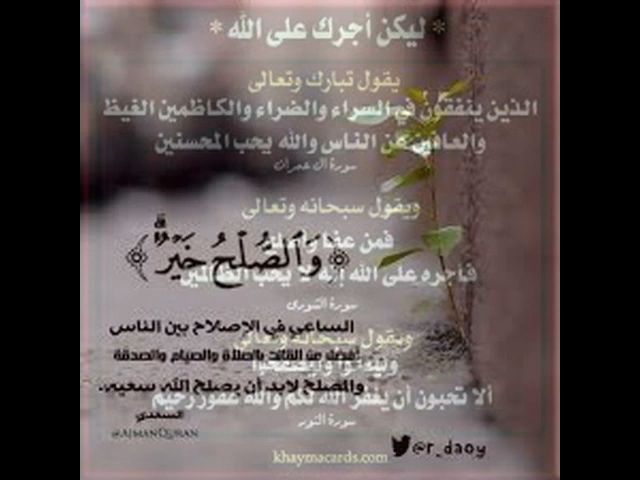 * ليكن أجرك على الله *
يقول تبارك وتعالى
الذين ينفقون في السراء والضراء والكاظمين الغيظ
والعافين عن الناس والله يحب المحسنين
سورة آل عمران
ويقول سبحانه وتعالى
فمن عفا وأصلح
فاجره على الله إنه لا يحب الظالمين
سورة الشورى
﴿وَٱلصُّلْحُ خَيْرٌ﴾
الساعي في الإصلاح بين الناس
أفضل من القانت بالصلاة والصيام والصدقة
والمصلح لابد أن يصلح الله سعيه
السعدي
@AJMANQURAN
ويقول سبحانه وتعالى
وليعفوا وليصفحوا
ألا تحبون أن يغفر الله لكم والله غفور رحيم
سورة النور
khaymacards.com
@r_daoy